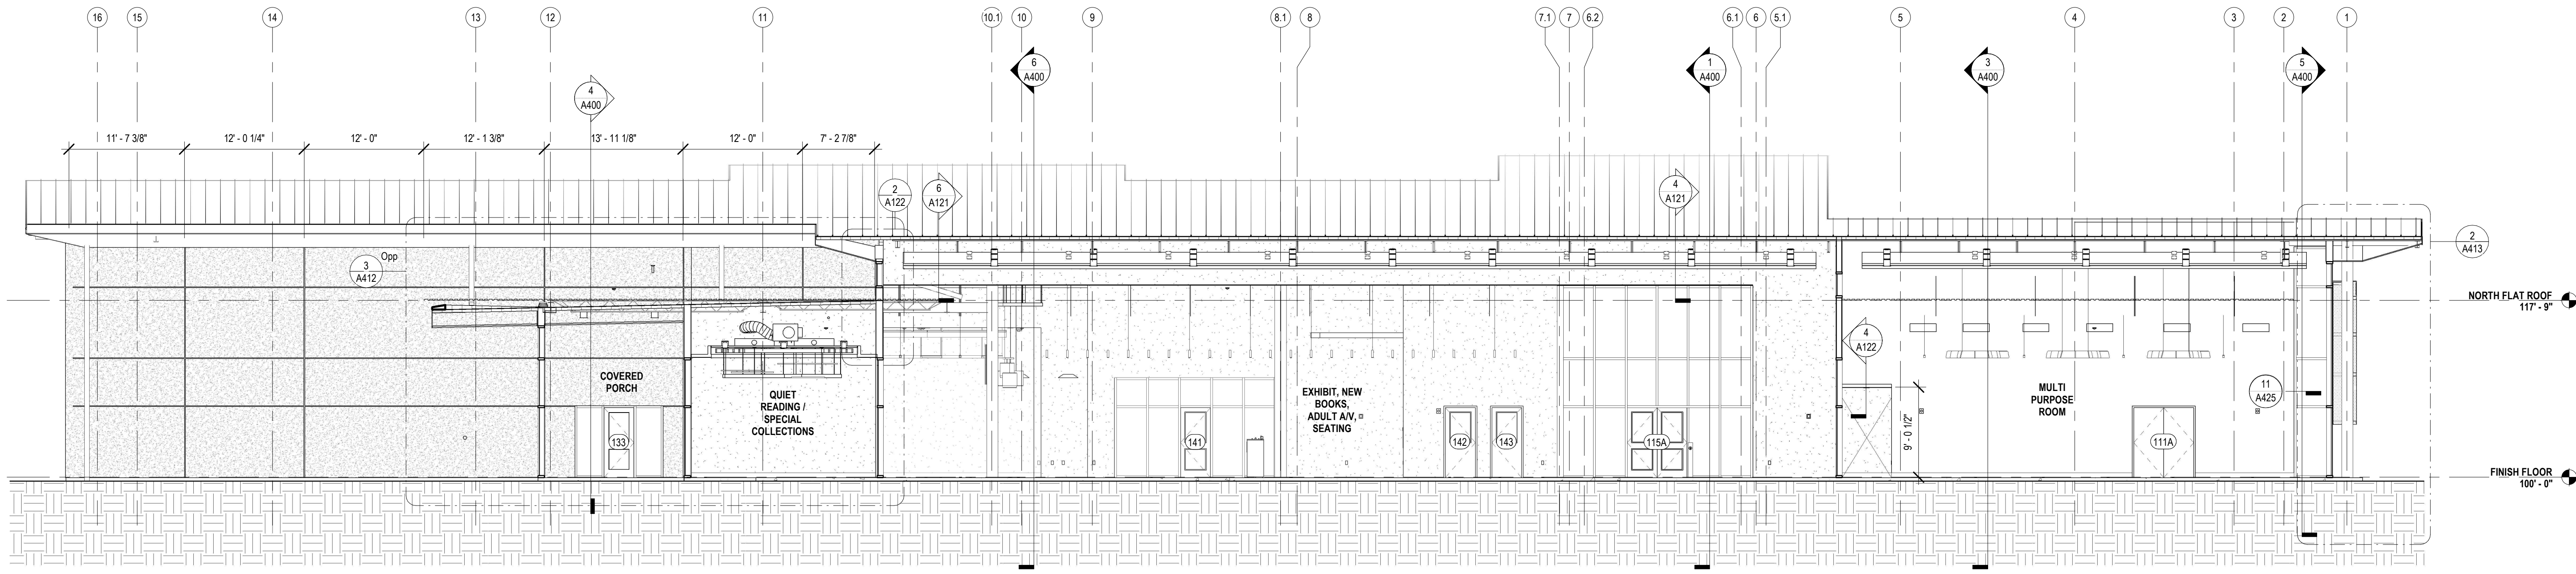 16 15 14 13 12 11 10.1 10 9 8.1 8 7.1 7 6.2 6.1 6 5.1 5 4 3 2 1
6
A400
1
A400
3
A400
5
A400
4
A400
11' - 7 3/8" 12' - 0 1/4" 12' - 0" 12' - 1 3/8" 13' - 11 1/8" 12' - 0" 7' - 2 7/8"
2
A122
6
A121
4
A121
2
A413
Opp
3
A412
NORTH FLAT ROOF
117' - 9"
4
A122
COVERED
PORCH
QUIET
READING /
SPECIAL
COLLECTIONS
EXHIBIT, NEW
BOOKS,
ADULT A/V,
SEATING
MULTI
PURPOSE
ROOM
11
A425
9' - 0 1/2"
133 141 142 143 115A 111A
FINISH FLOOR
100' - 0"